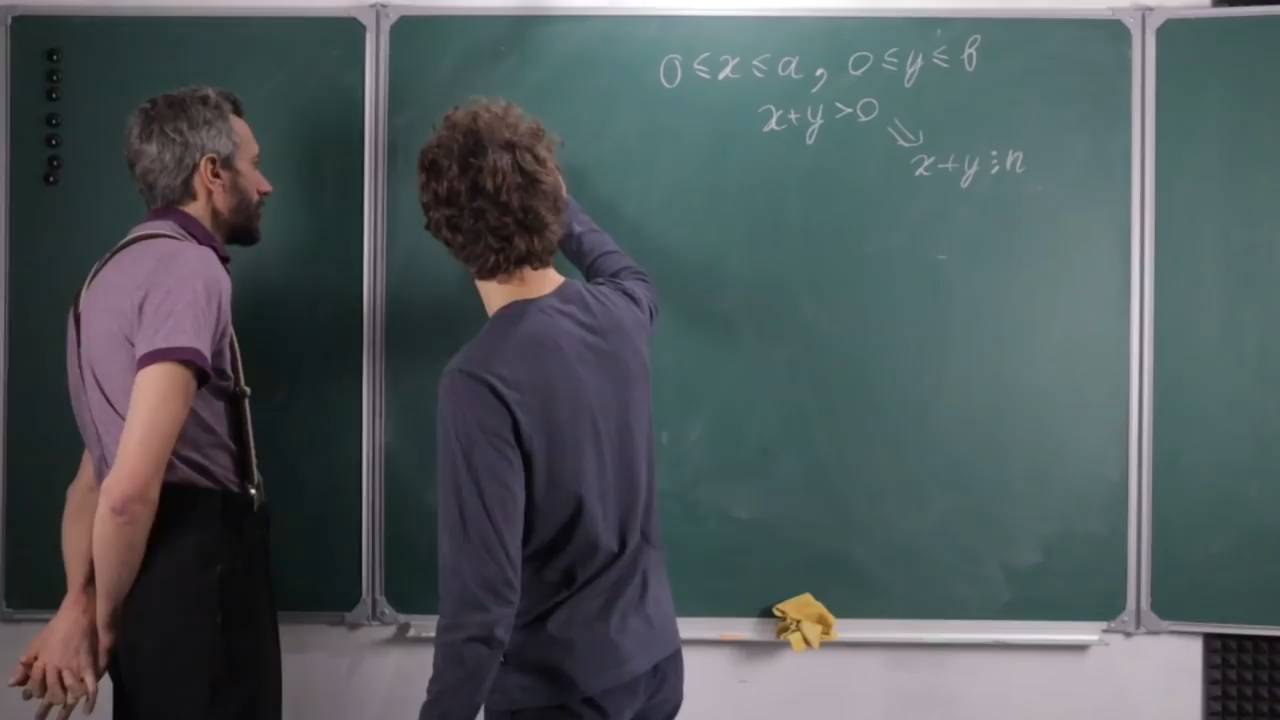 0 ≤ x ≤ a, 0 ≤ y ≤ b
x+y > 0
⇒ x+y ⋮ n